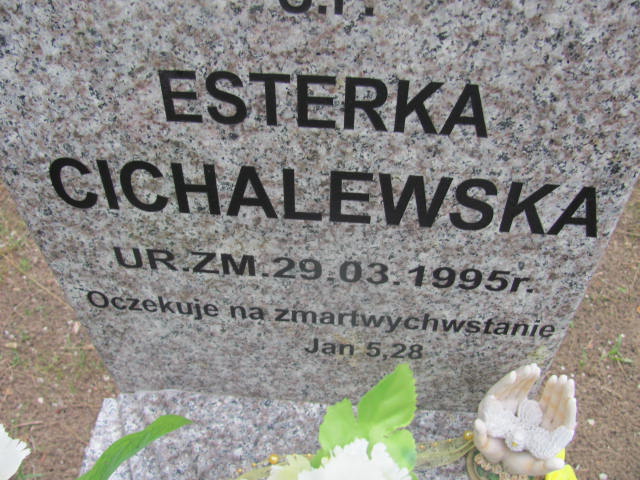 Ś.P.
ESTERKA
CICHALEWSKA
UR.ZM.29.03.1995r.
Oczekuje na zmartwychwstanie
Jan 5,28